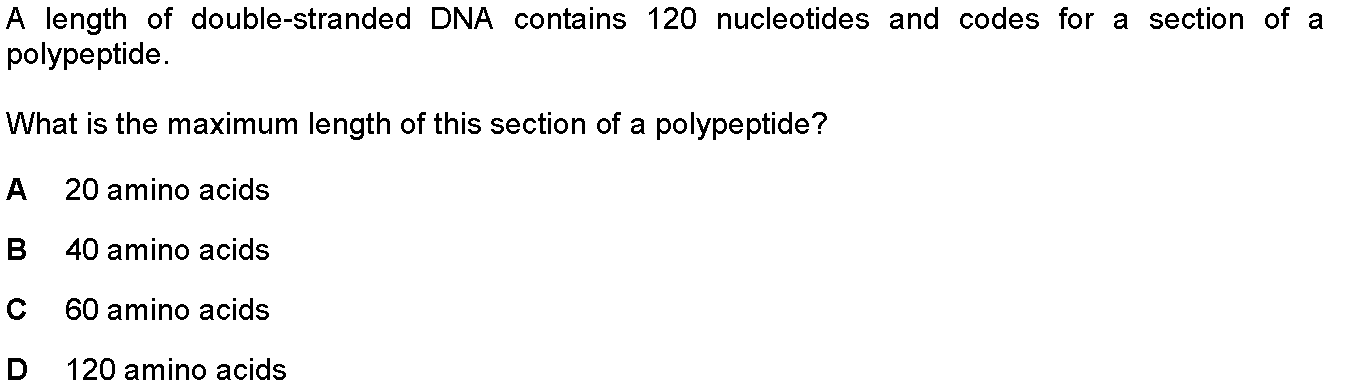 A length of double-stranded DNA contains 120 nucleotides and codes for a section of a
polypeptide.
What is the maximum length of this section of a polypeptide?
A 20 amino acids
B 40 amino acids
C 60 amino acids
D 120 amino acids